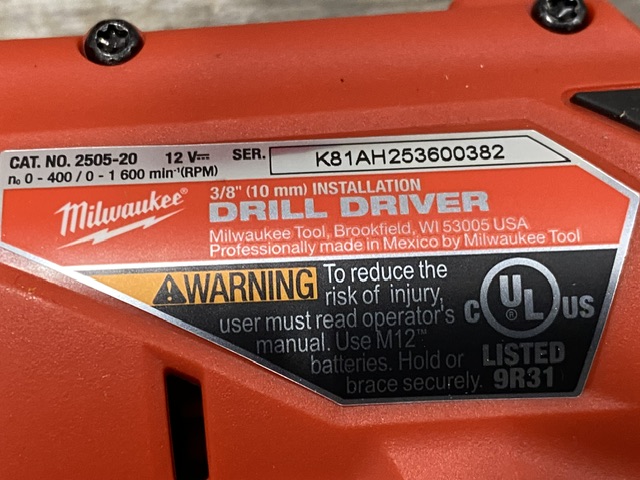 CAT. NO. 2505-20 12 V⎓ SER. K81AH253600382
n₀ 0 - 400 / 0 - 1 600 min⁻¹(RPM)
Milwaukee®
3/8" (10 mm) INSTALLATION
DRILL DRIVER
Milwaukee Tool, Brookfield, WI 53005 USA
Professionally made in Mexico by Milwaukee Tool
WARNING To reduce the
risk of injury,
user must read operator's
manual. Use M12™
batteries. Hold or
brace securely.
C UL® US
LISTED
9R31